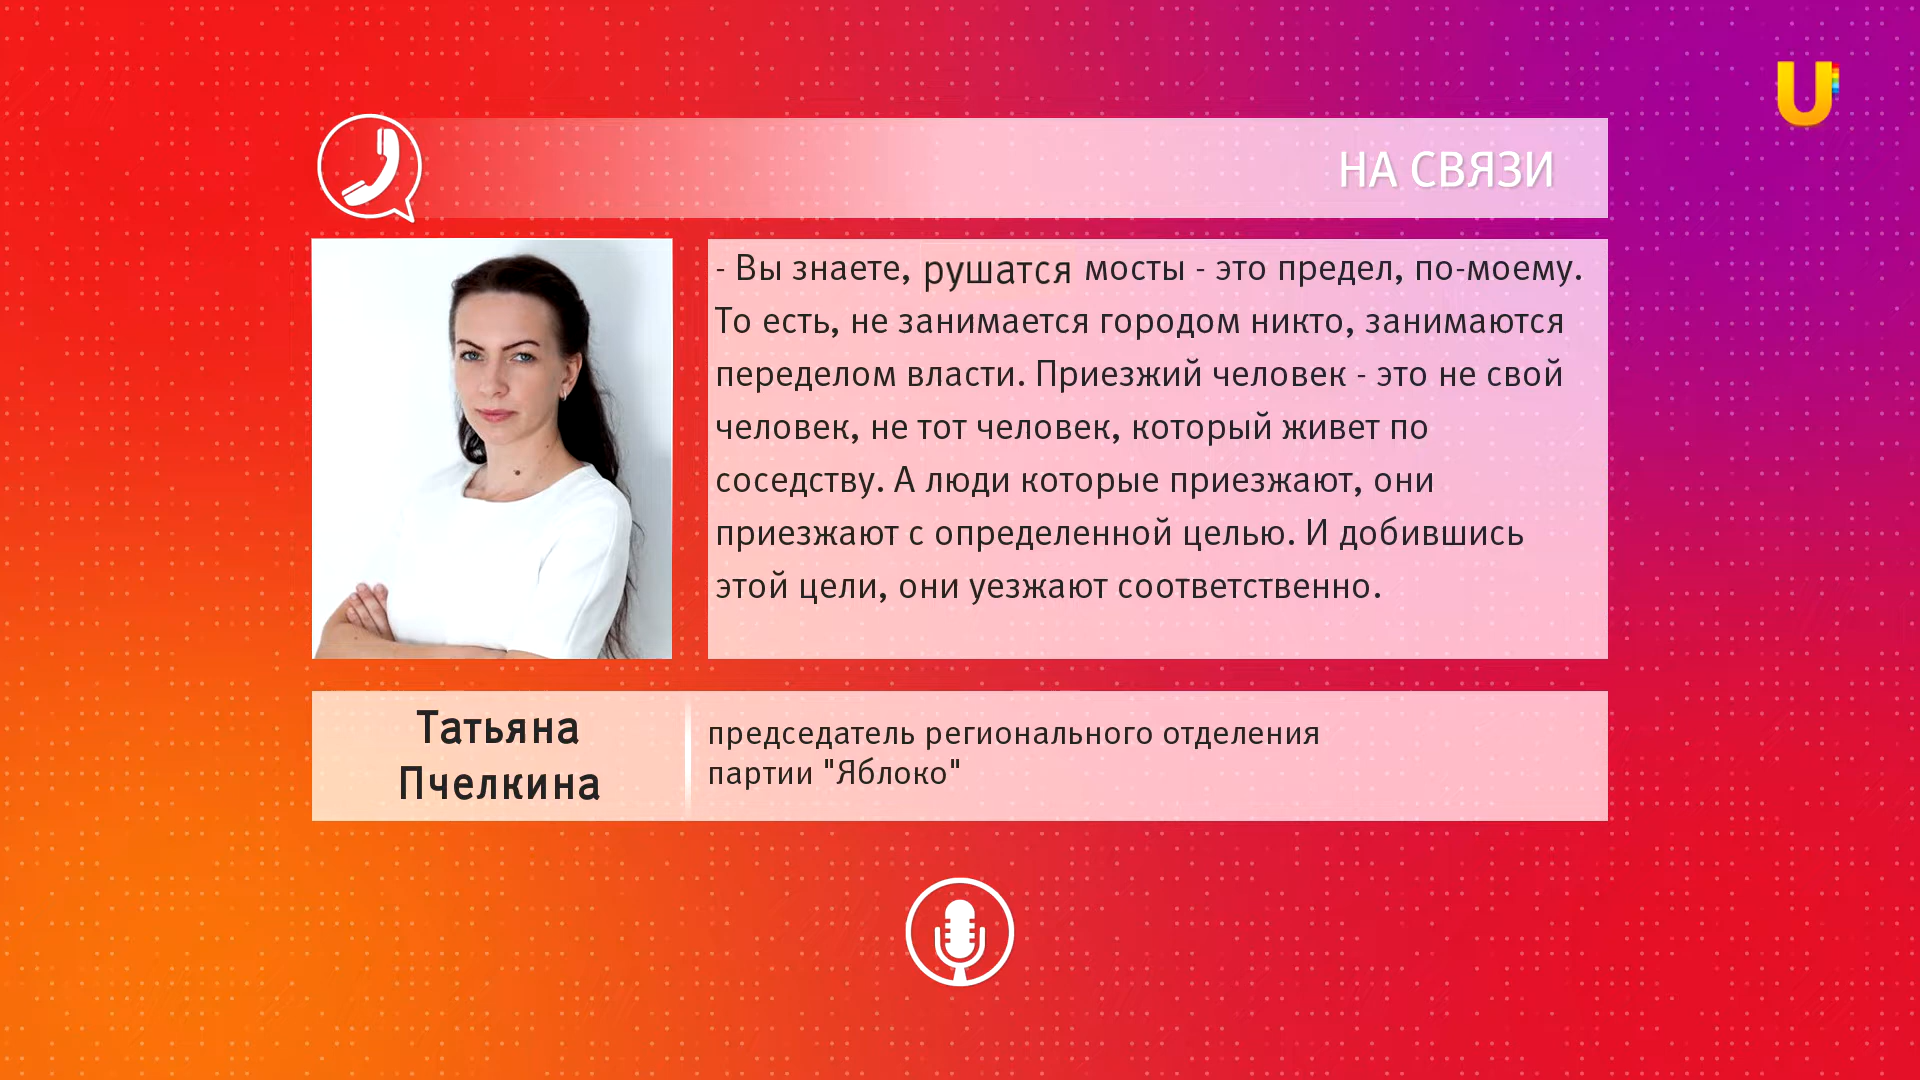 U
НА СВЯЗИ
- Вы знаете, рушатся мосты - это предел, по-моему.
То есть, не занимается городом никто, занимаются
переделом власти. Приезжий человек - это не свой
человек, не тот человек, который живет по
соседству. А люди которые приезжают, они
приезжают с определенной целью. И добившись
этой цели, они уезжают соответственно.
Татьяна
Пчелкина
председатель регионального отделения
партии "Яблоко"